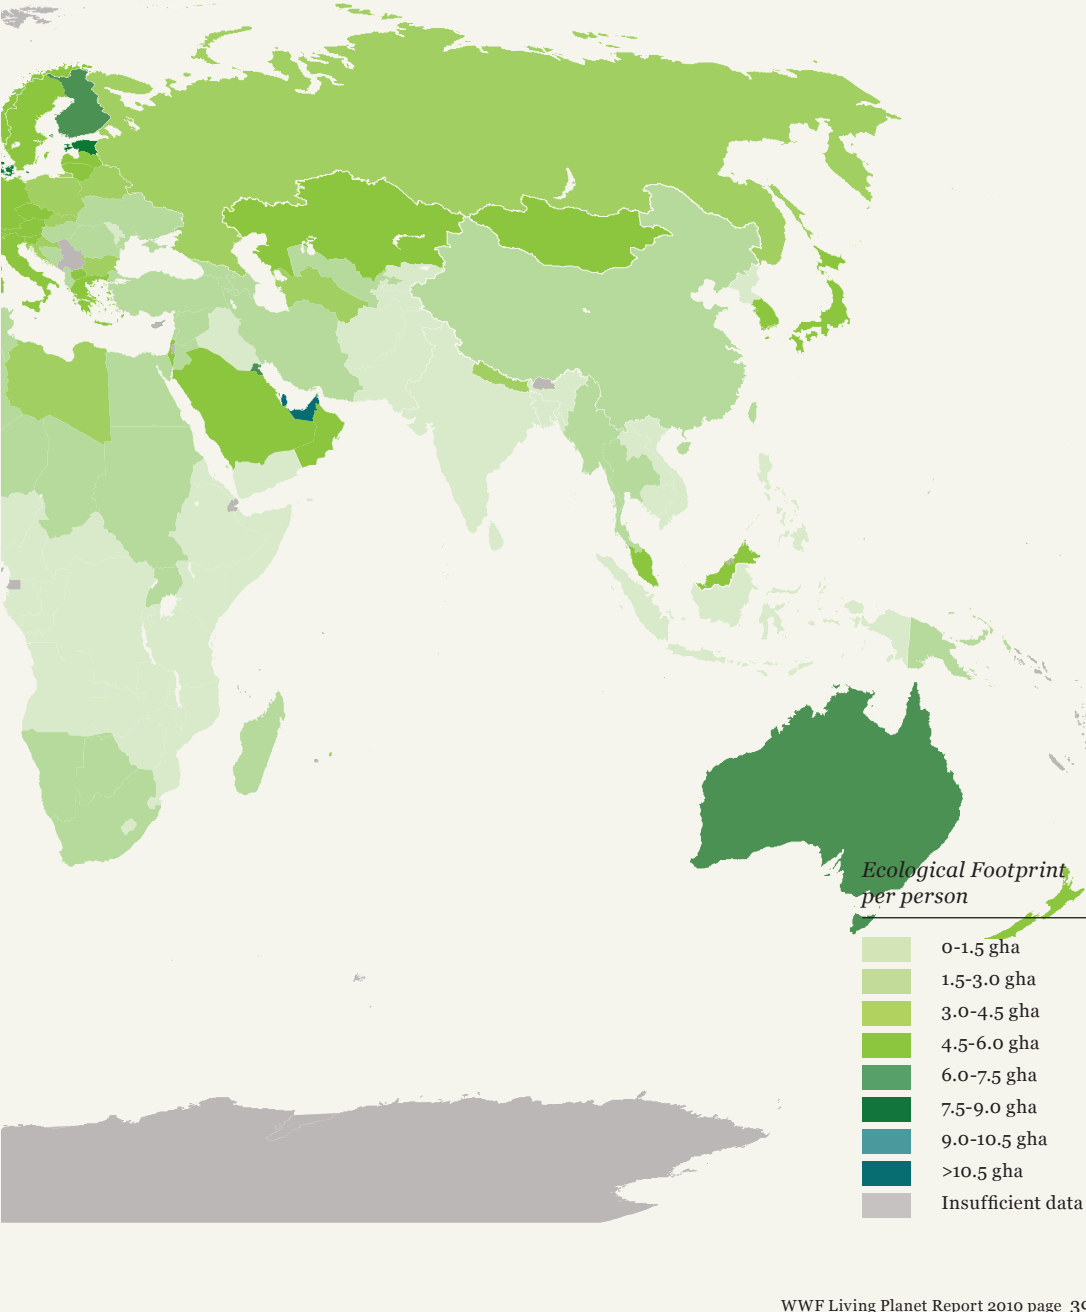 Ecological Footprint
per person
0-1.5 gha
1.5-3.0 gha
3.0-4.5 gha
4.5-6.0 gha
6.0-7.5 gha
7.5-9.0 gha
9.0-10.5 gha
>10.5 gha
Insufficient data
WWF Living Planet Report 2010 page 39